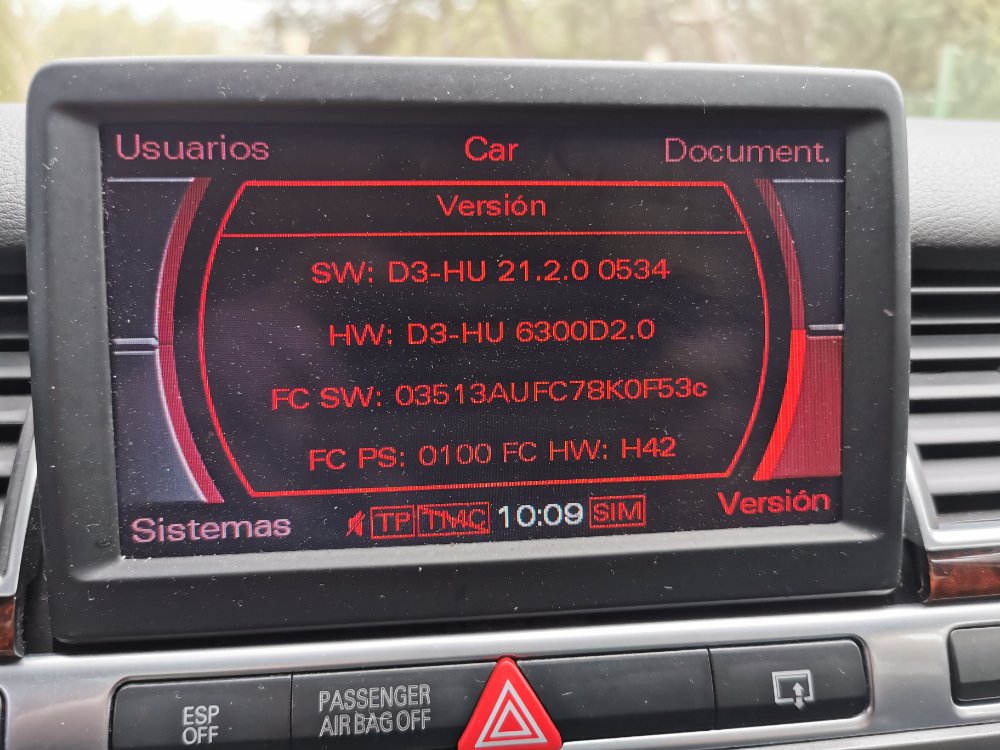 Usuarios Car Document.
Versión
SW: D3-HU 21.2.0 0534
HW: D3-HU 6300D2.0
FC SW: 03513AUFC78K0F53c
FC PS: 0100 FC HW: H42
Sistemas TP TMC 10:09 SIM Versión
ESP
OFF
PASSENGER
AIR BAG OFF